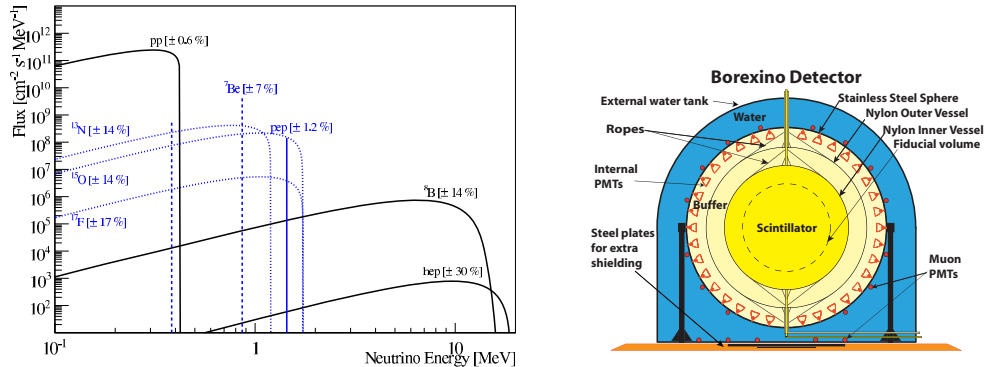 Flux [cm⁻² s⁻¹ MeV⁻¹]
10¹²
10¹¹
10¹⁰
10⁹
10⁸
10⁷
10⁶
10⁵
10⁴
10³
10²
pp [± 0.6 %]
⁷Be [± 7 %]
¹³N [± 14 %]
pep [± 1.2 %]
¹⁵O [± 14 %]
⁸B [± 14 %]
¹⁷F [± 17 %]
hep [± 30 %]
10⁻¹
1
10
Neutrino Energy [MeV]
Borexino Detector
External water tank
Water
Stainless Steel Sphere
Nylon Outer Vessel
Nylon Inner Vessel
Fiducial volume
Ropes
Internal
PMTs
Buffer
Scintillator
Steel plates
for extra
shielding
Muon
PMTs